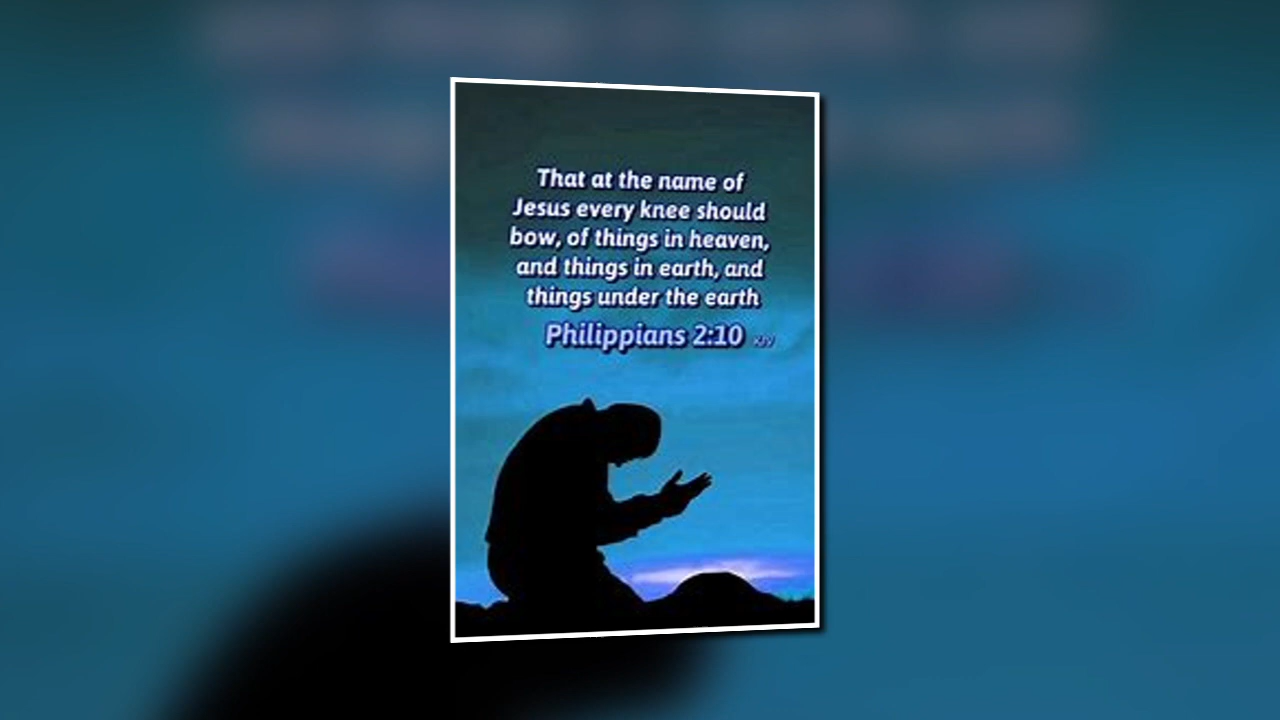 That at the name of
Jesus every knee should
bow, of things in heaven,
and things in earth, and
things under the earth
Philippians 2:10 KJV